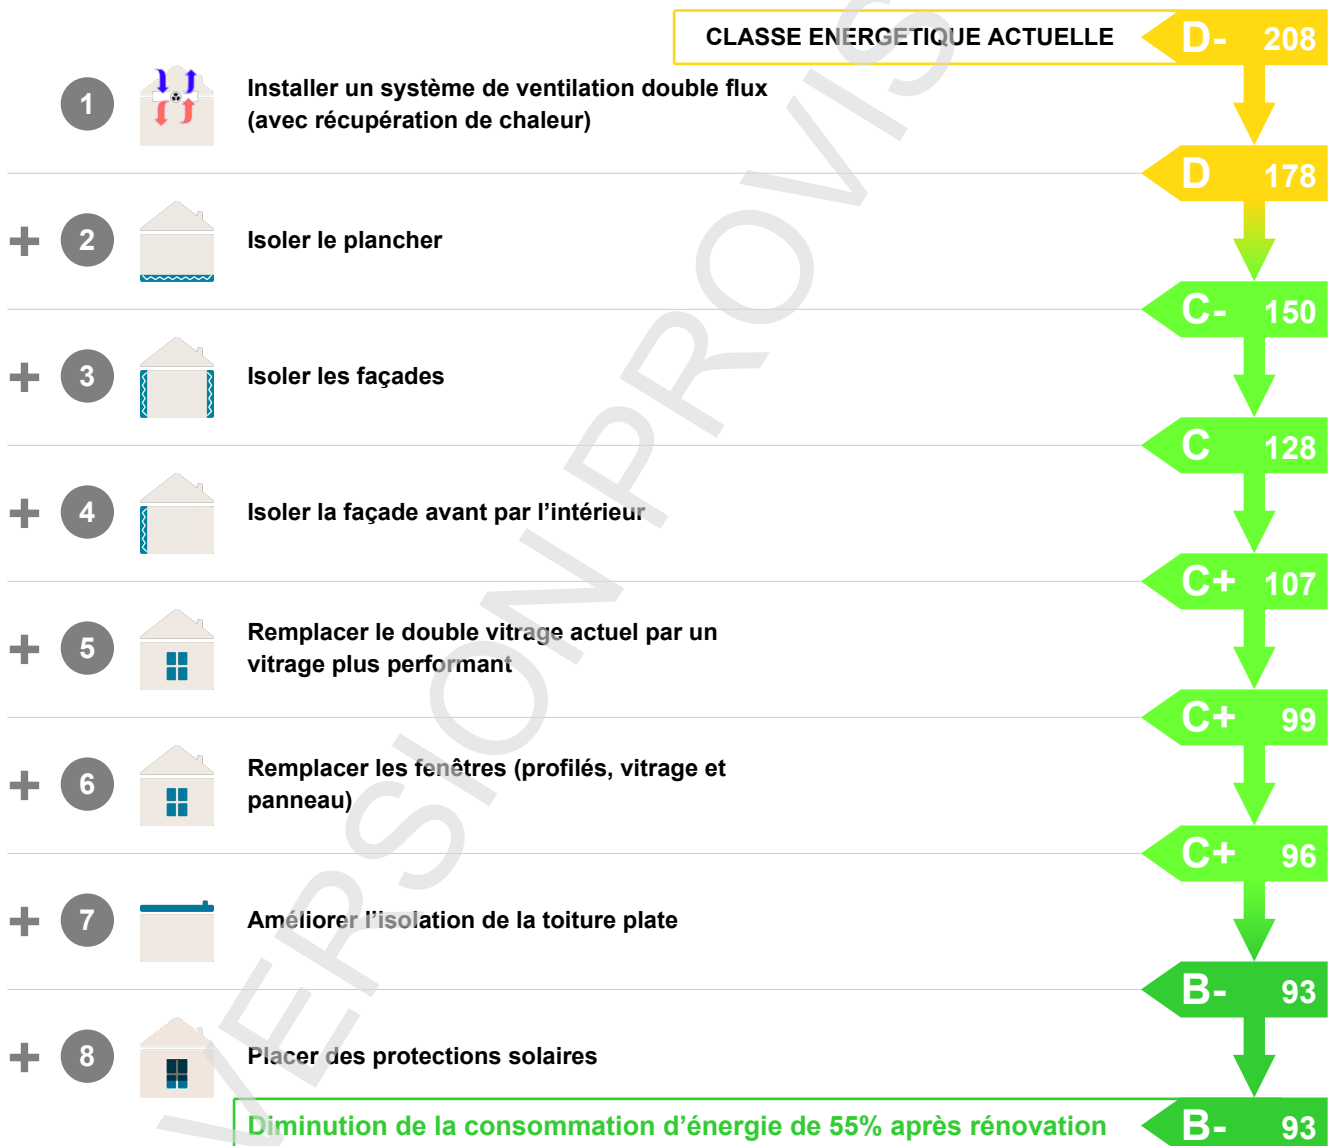 CLASSE ENERGETIQUE ACTUELLE D- 208
1 Installer un système de ventilation double flux
(avec récupération de chaleur)
D 178
+ 2 Isoler le plancher
C- 150
+ 3 Isoler les façades
C 128
+ 4 Isoler la façade avant par l’intérieur
C+ 107
+ 5 Remplacer le double vitrage actuel par un
vitrage plus performant
C+ 99
+ 6 Remplacer les fenêtres (profilés, vitrage et
panneau)
C+ 96
+ 7 Améliorer l’isolation de la toiture plate
B- 93
+ 8 Placer des protections solaires
Diminution de la consommation d’énergie de 55% après rénovation B- 93
VERSION PROVIS